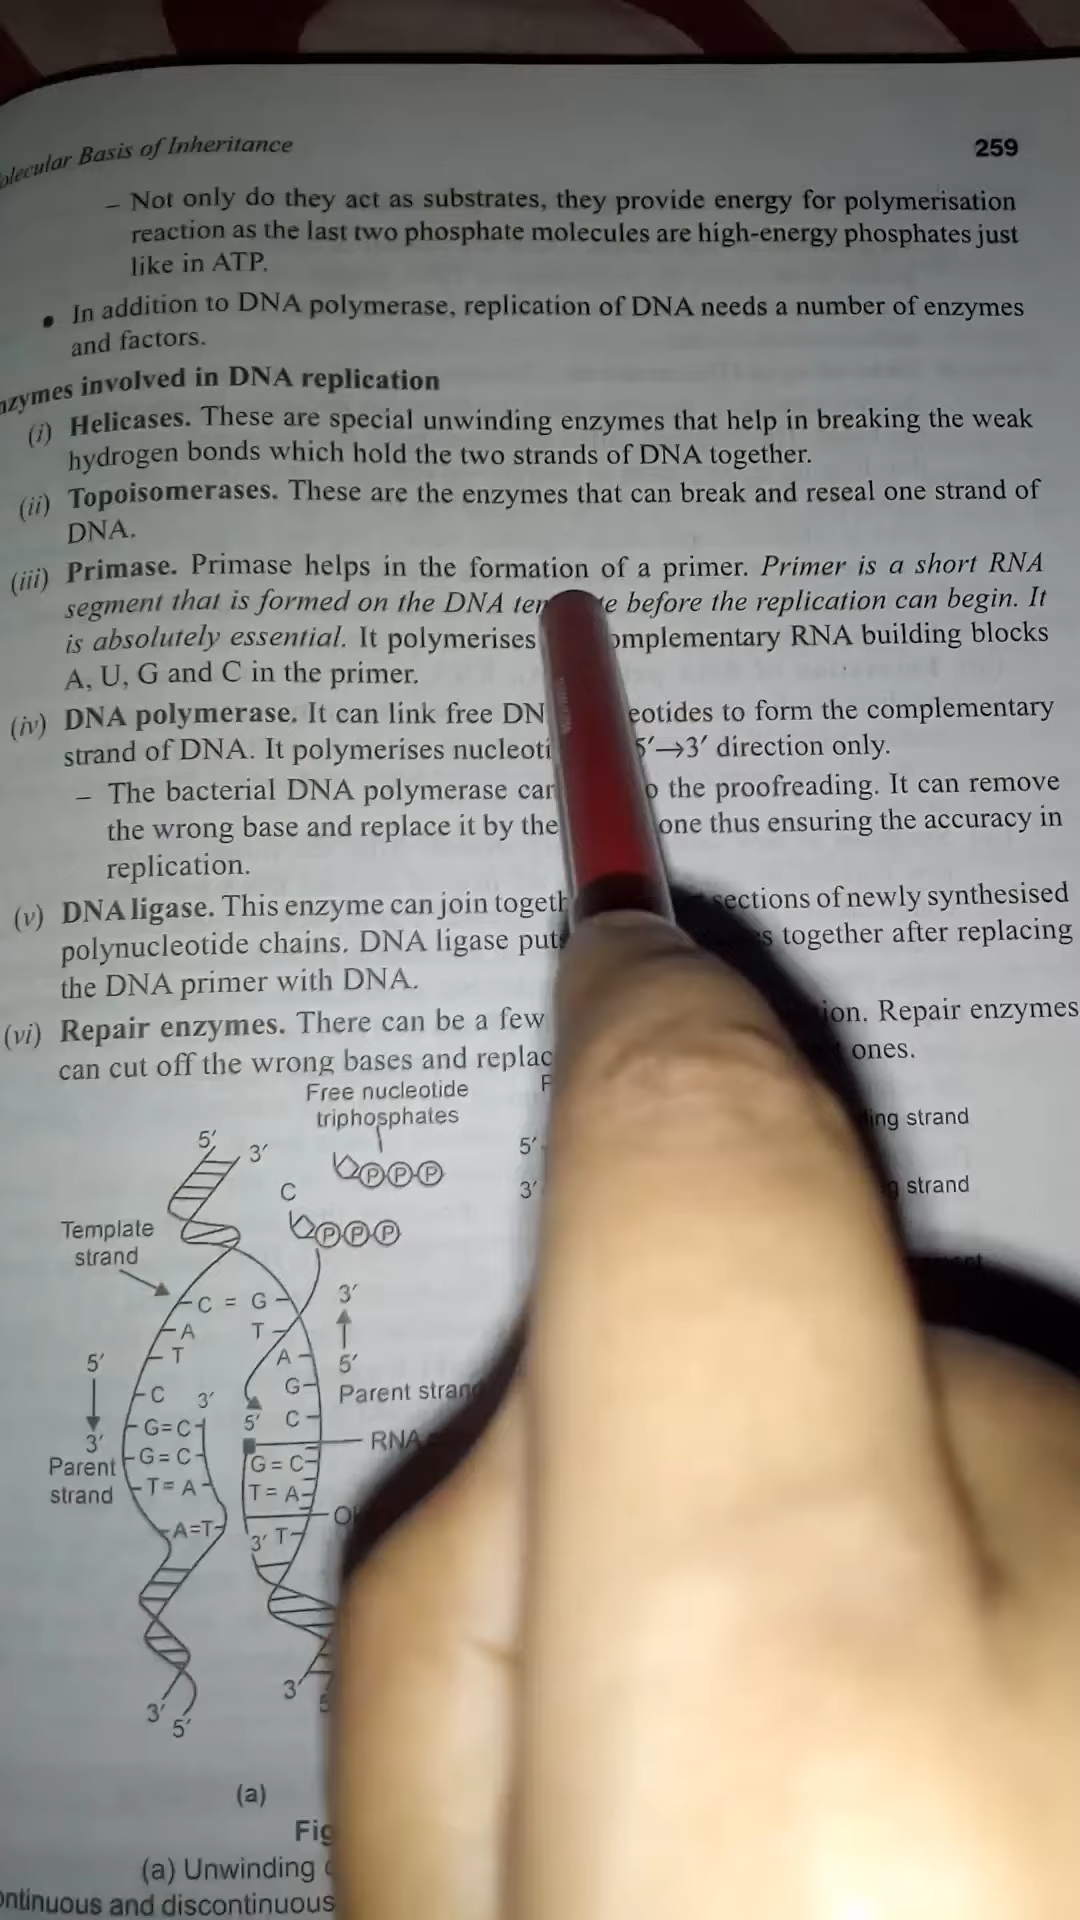 olecular Basis of Inheritance
259
– Not only do they act as substrates, they provide energy for polymerisation
reaction as the last two phosphate molecules are high-energy phosphates just
like in ATP.
• In addition to DNA polymerase, replication of DNA needs a number of enzymes
and factors.
nzymes involved in DNA replication
(i) Helicases. These are special unwinding enzymes that help in breaking the weak
hydrogen bonds which hold the two strands of DNA together.
(ii) Topoisomerases. These are the enzymes that can break and reseal one strand of
DNA.
(iii) Primase. Primase helps in the formation of a primer. Primer is a short RNA
segment that is formed on the DNA before the replication can begin. It
is absolutely essential. It polymerises omplementary RNA building blocks
A, U, G and C in the primer.
(iv) DNA polymerase. It can link free DN eotides to form the complementary
strand of DNA. It polymerises nucleoti 5′→3′ direction only.
– The bacterial DNA polymerase can the proofreading. It can remove
the wrong base and replace it by the one thus ensuring the accuracy in
replication.
(v) DNA ligase. This enzyme can join togeth sections of newly synthesised
polynucleotide chains. DNA ligase puts together after replacing
the DNA primer with DNA.
(vi) Repair enzymes. There can be a few ion. Repair enzymes
can cut off the wrong bases and replac ones.
Free nucleotide
triphosphates
5′
3′
P P P
C
P P P
5′
3′
ing strand
strand
Template
strand
C = G
3′
A
T
T
A
5′
5′
G
Parent stran
C
3′
5′
C
G=C
RNA
3′
G=C
G=C
Parent
strand
T=A
T=A
A=T
3′
T
3′
3′
5′
(a)
Fig
(a) Unwinding
ontinuous and discontinuous